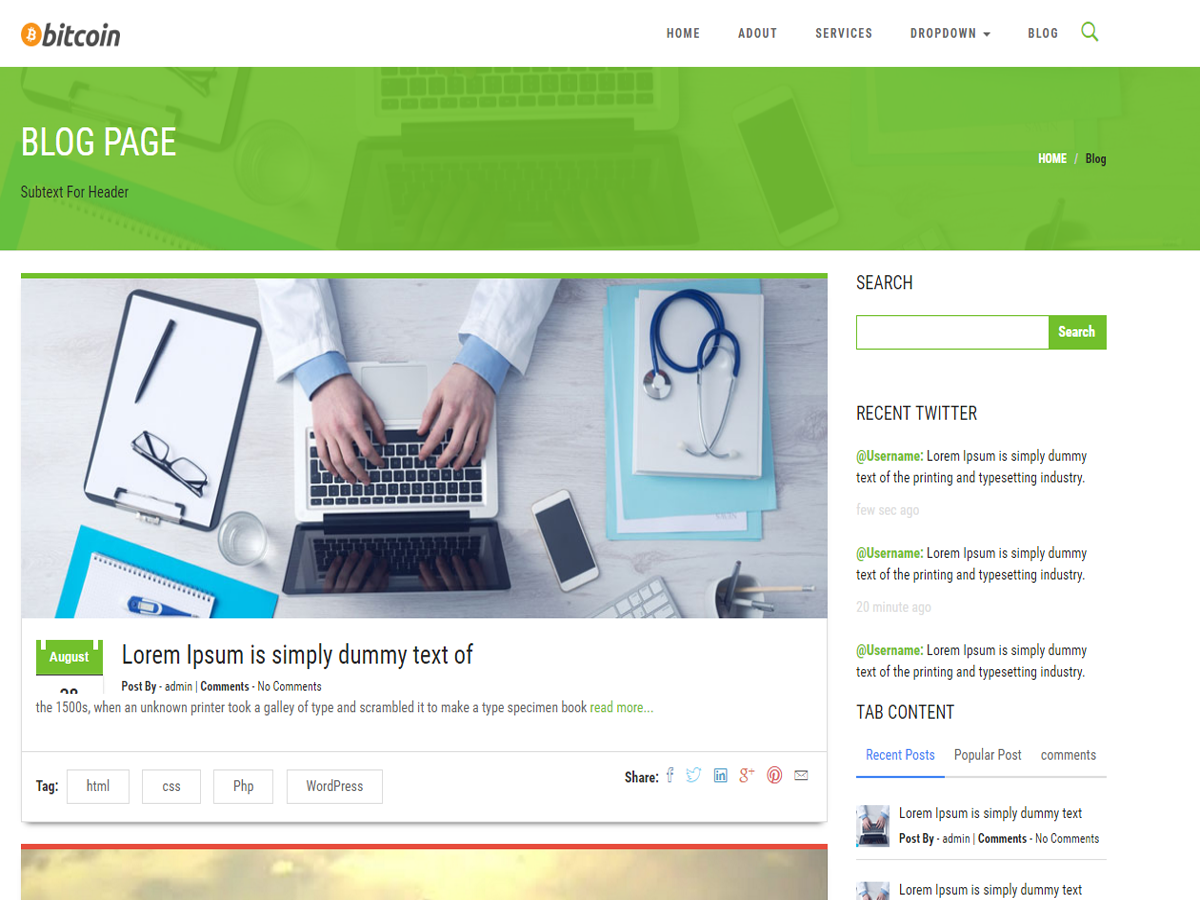 bitcoin
HOME ABOUT SERVICES DROPDOWN BLOG
BLOG PAGE
Subtext For Header
HOME / Blog
SEARCH
Search
RECENT TWITTER
@Username: Lorem Ipsum is simply dummy
text of the printing and typesetting industry.
few sec ago
@Username: Lorem Ipsum is simply dummy
text of the printing and typesetting industry.
20 minute ago
@Username: Lorem Ipsum is simply dummy
text of the printing and typesetting industry.
August
Lorem Ipsum is simply dummy text of
Post By - admin | Comments - No Comments
the 1500s, when an unknown printer took a galley of type and scrambled it to make a type specimen book read more...
Tag: html css Php WordPress
Share:
TAB CONTENT
Recent Posts Popular Post comments
Lorem Ipsum is simply dummy text
Post By - admin | Comments - No Comments
Lorem Ipsum is simply dummy text